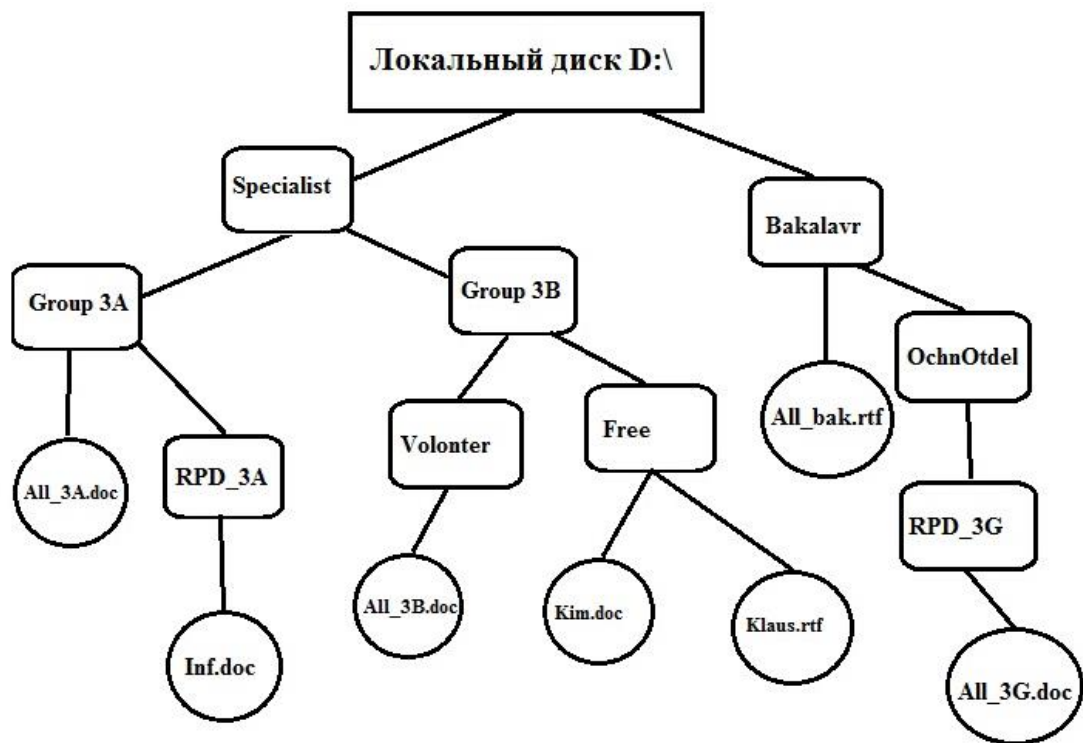 Локальный диск D:\
Specialist
Bakalavr
Group 3A
Group 3B
OchnOtdel
Volonter
Free
All_bak.rtf
All_3A.doc
RPD_3A
RPD_3G
All_3B.doc
Kim.doc
Klaus.rtf
Inf.doc
All_3G.doc